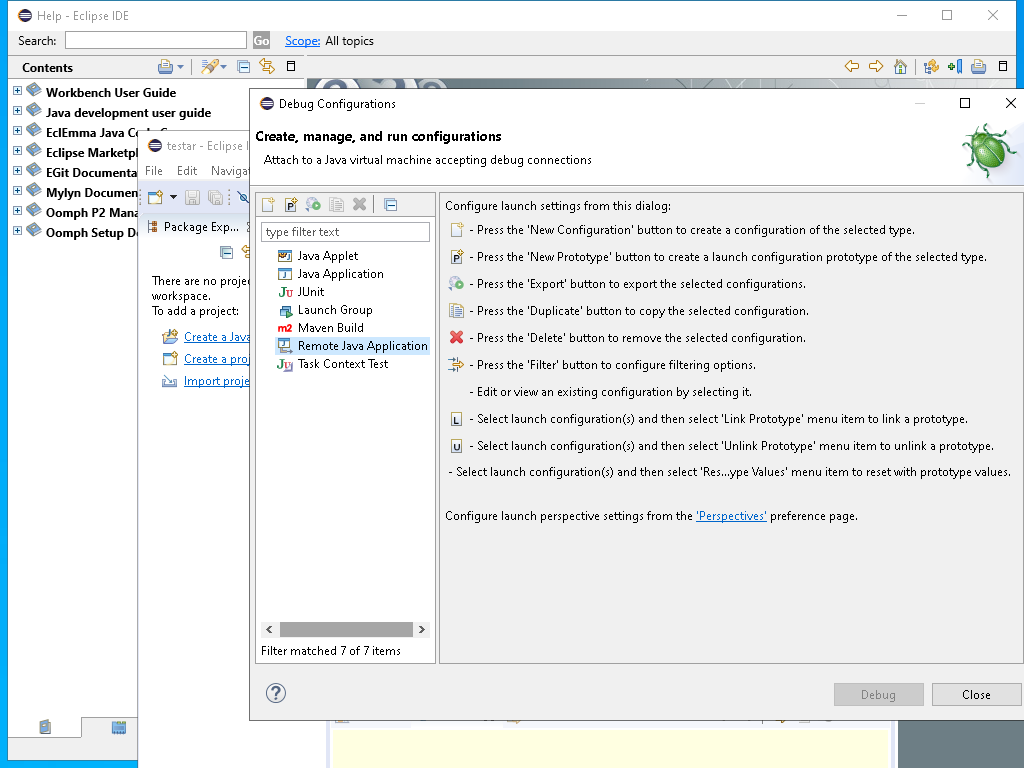 Help - Eclipse IDE
Search:
Go
Scope: All topics
Contents
Workbench User Guide
Java development user guide
EclEmma Java
Eclipse
EGit
Mylyn
Oomph P2
Oomph Setup
testar - Eclipse
File Edit
Package Exp...
There are no
workspace.
To add a project:
Create a
Create a
Import
Debug Configurations
Create, manage, and run configurations
Attach to a Java virtual machine accepting debug connections
type filter text
Java Applet
Java Application
JUnit
Launch Group
Maven Build
Remote Java Application
Task Context Test
Filter matched 7 of 7 items
Configure launch settings from this dialog:
- Press the 'New Configuration' button to create a configuration of the selected type.
- Press the 'New Prototype' button to create a launch configuration prototype of the selected type.
- Press the 'Export' button to export the selected configurations.
- Press the 'Duplicate' button to copy the selected configuration.
- Press the 'Delete' button to remove the selected configuration.
- Press the 'Filter' button to configure filtering options.
- Edit or view an existing configuration by selecting it.
- Select launch configuration(s) and then select 'Link Prototype' menu item to link a prototype.
- Select launch configuration(s) and then select 'Unlink Prototype' menu item to unlink a prototype.
- Select launch configuration(s) and then select 'Res...ype Values' menu item to reset with prototype values.
Configure launch perspective settings from the 'Perspectives' preference page.
Debug
Close